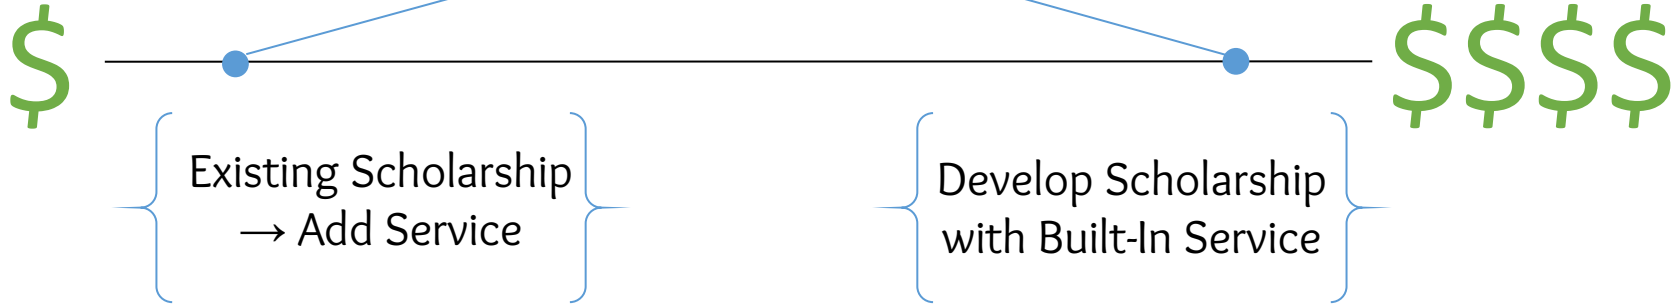 $ $$$$
Existing Scholarship
→ Add Service
Develop Scholarship
with Built-In Service